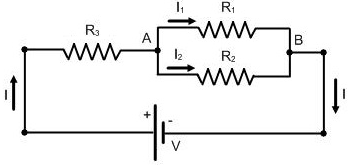 I₁ R₁
R₃ A B
I₂ R₂
I I
+ -
V